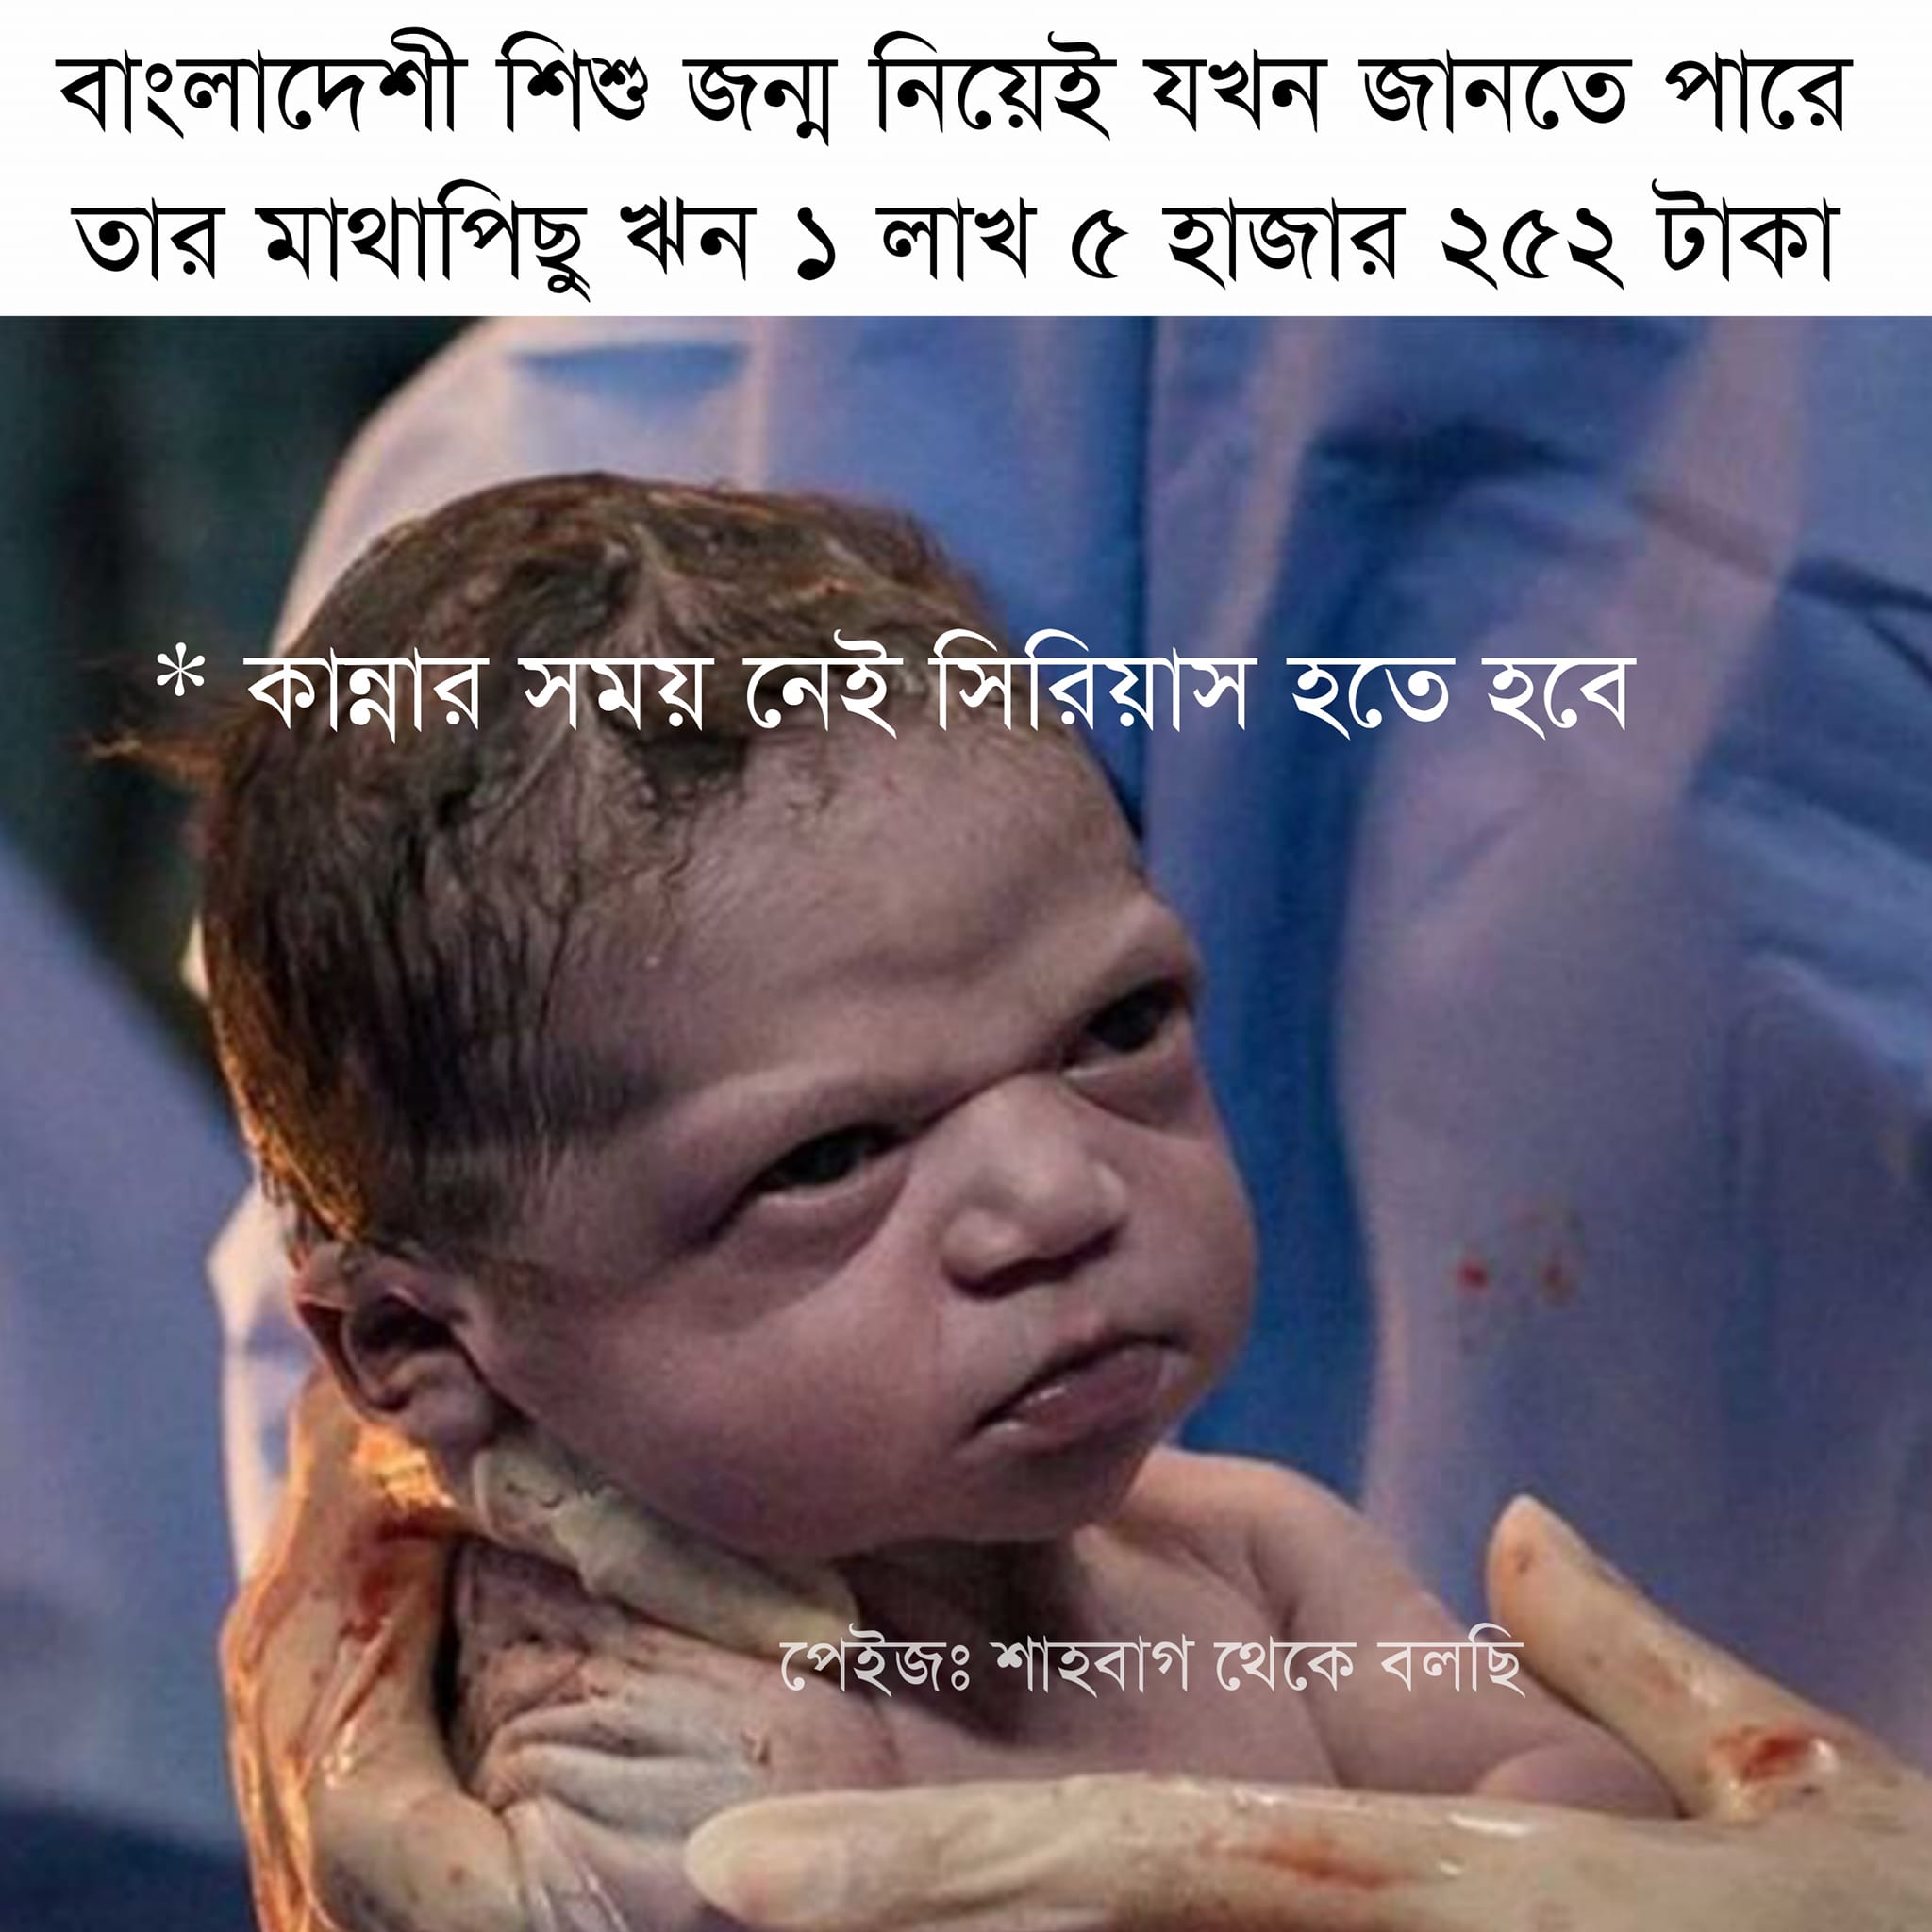 বাংলাদেশী শিশু জন্ম নিয়েই যখন জানতে পারে
তার মাথাপিছু ঋন ১ লাখ ৫ হাজার ২৫২ টাকা
* কান্নার সময় নেই সিরিয়াস হতে হবে
পেইজঃ শাহবাগ থেকে বলছি